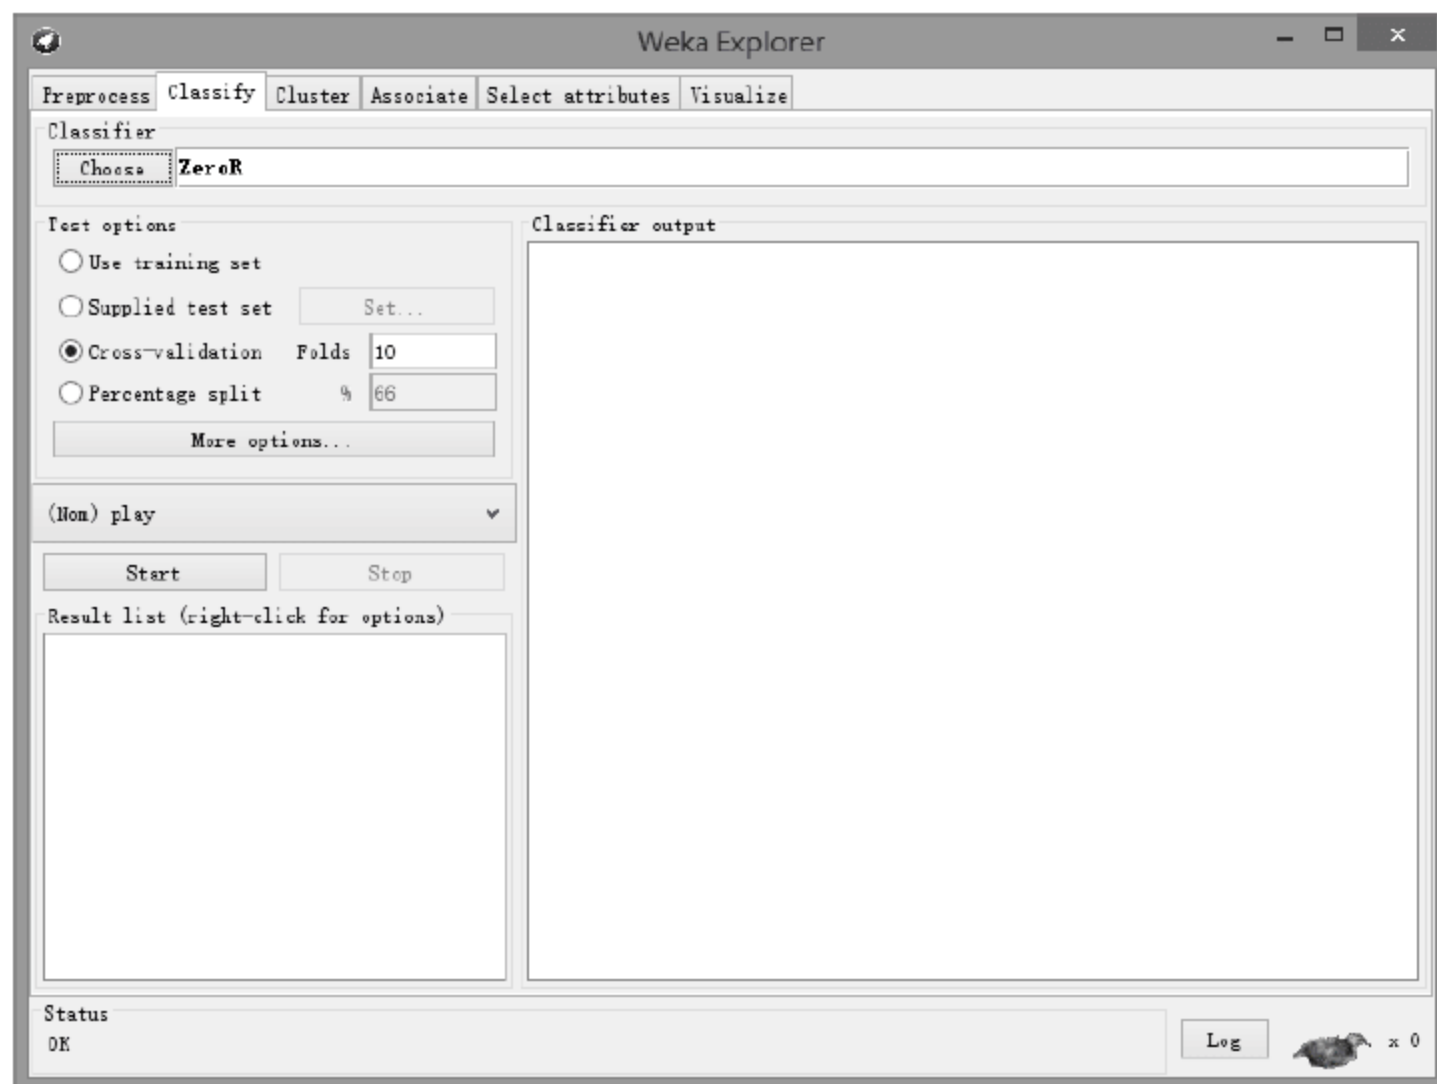 Weka Explorer
Preprocess Classify Cluster Associate Select attributes Visualize
Classifier
Choose ZeroR
Test options
Classifier output
Use training set
Supplied test set Set...
Cross-validation Folds 10
Percentage split % 66
More options...
(Nom) play
Start Stop
Result list (right-click for options)
Status
OK
Log x 0